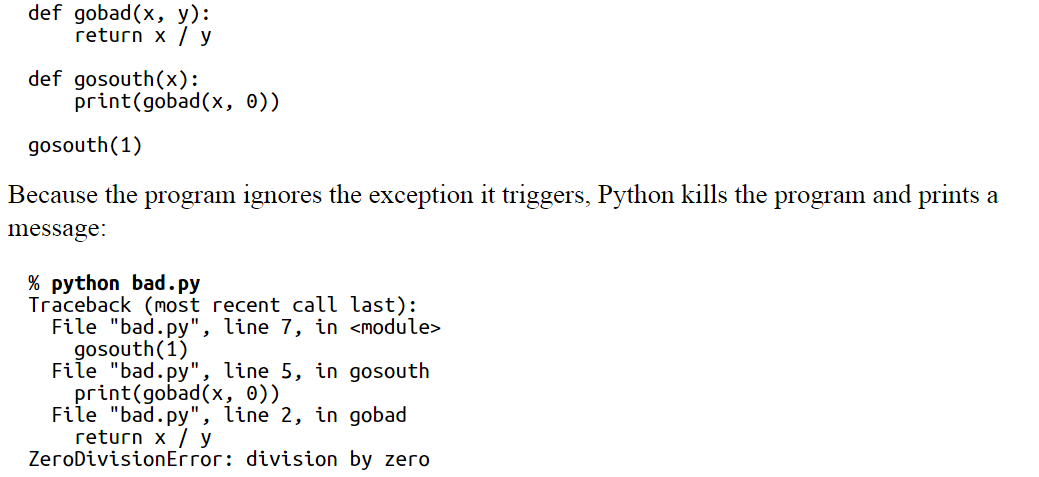 def gobad(x, y):
    return x / y

def gosouth(x):
    print(gobad(x, 0))

gosouth(1)

Because the program ignores the exception it triggers, Python kills the program and prints a
message:

% python bad.py
Traceback (most recent call last):
  File "bad.py", line 7, in <module>
    gosouth(1)
  File "bad.py", line 5, in gosouth
    print(gobad(x, 0))
  File "bad.py", line 2, in gobad
    return x / y
ZeroDivisionError: division by zero